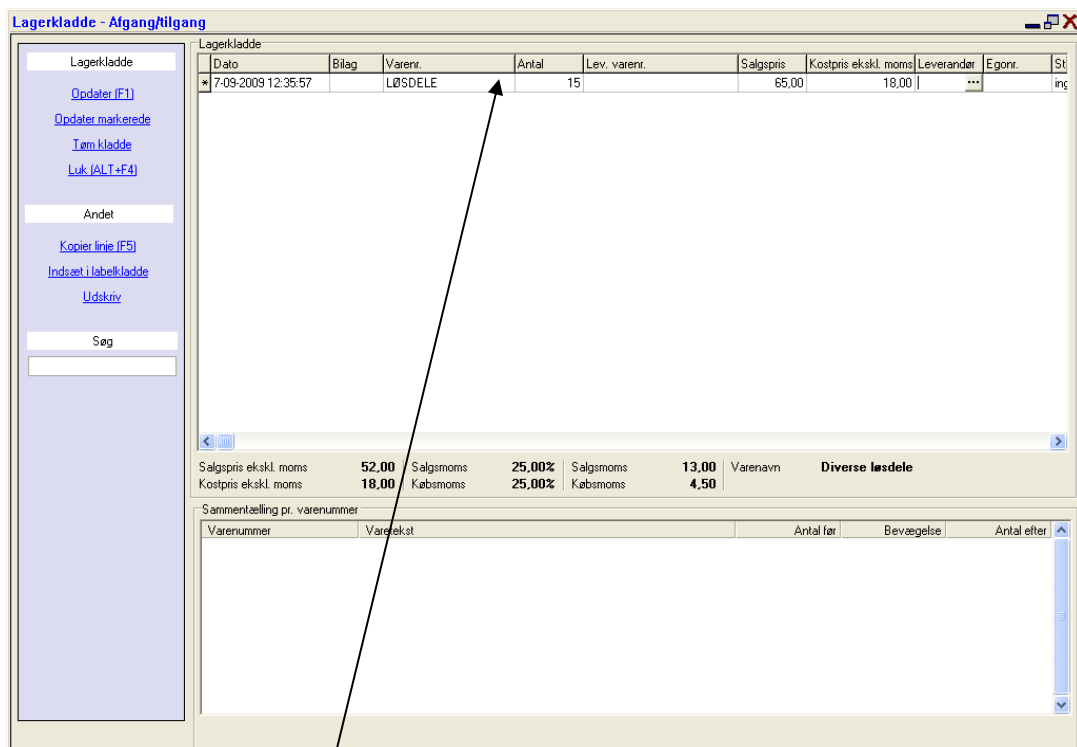 Lagerkladde - Afgang/tilgang
Lagerkladde
Opdater (F1)
Opdater markerede
Tøm kladde
Luk (ALT+F4)
Andet
Kopier linje (F5)
Indsæt i labelkladde
Udskriv
Søg
Lagerkladde
Dato Bilag Varenr. Antal Lev. varenr. Salgspris Kostpris ekskl. moms Leverandør Egonr. St
* 7-09-2009 12:35:57 LØSDELE 15 65,00 18,00 ... ing
Salgspris ekskl. moms 52,00 Salgsmoms 25,00% Salgsmoms 13,00 Varenavn Diverse løsdele
Kostpris ekskl. moms 18,00 Købsmoms 25,00% Købsmoms 4,50
Sammentælling pr. varenummer
Varenummer Varetekst Antal før Bevægelse Antal efter